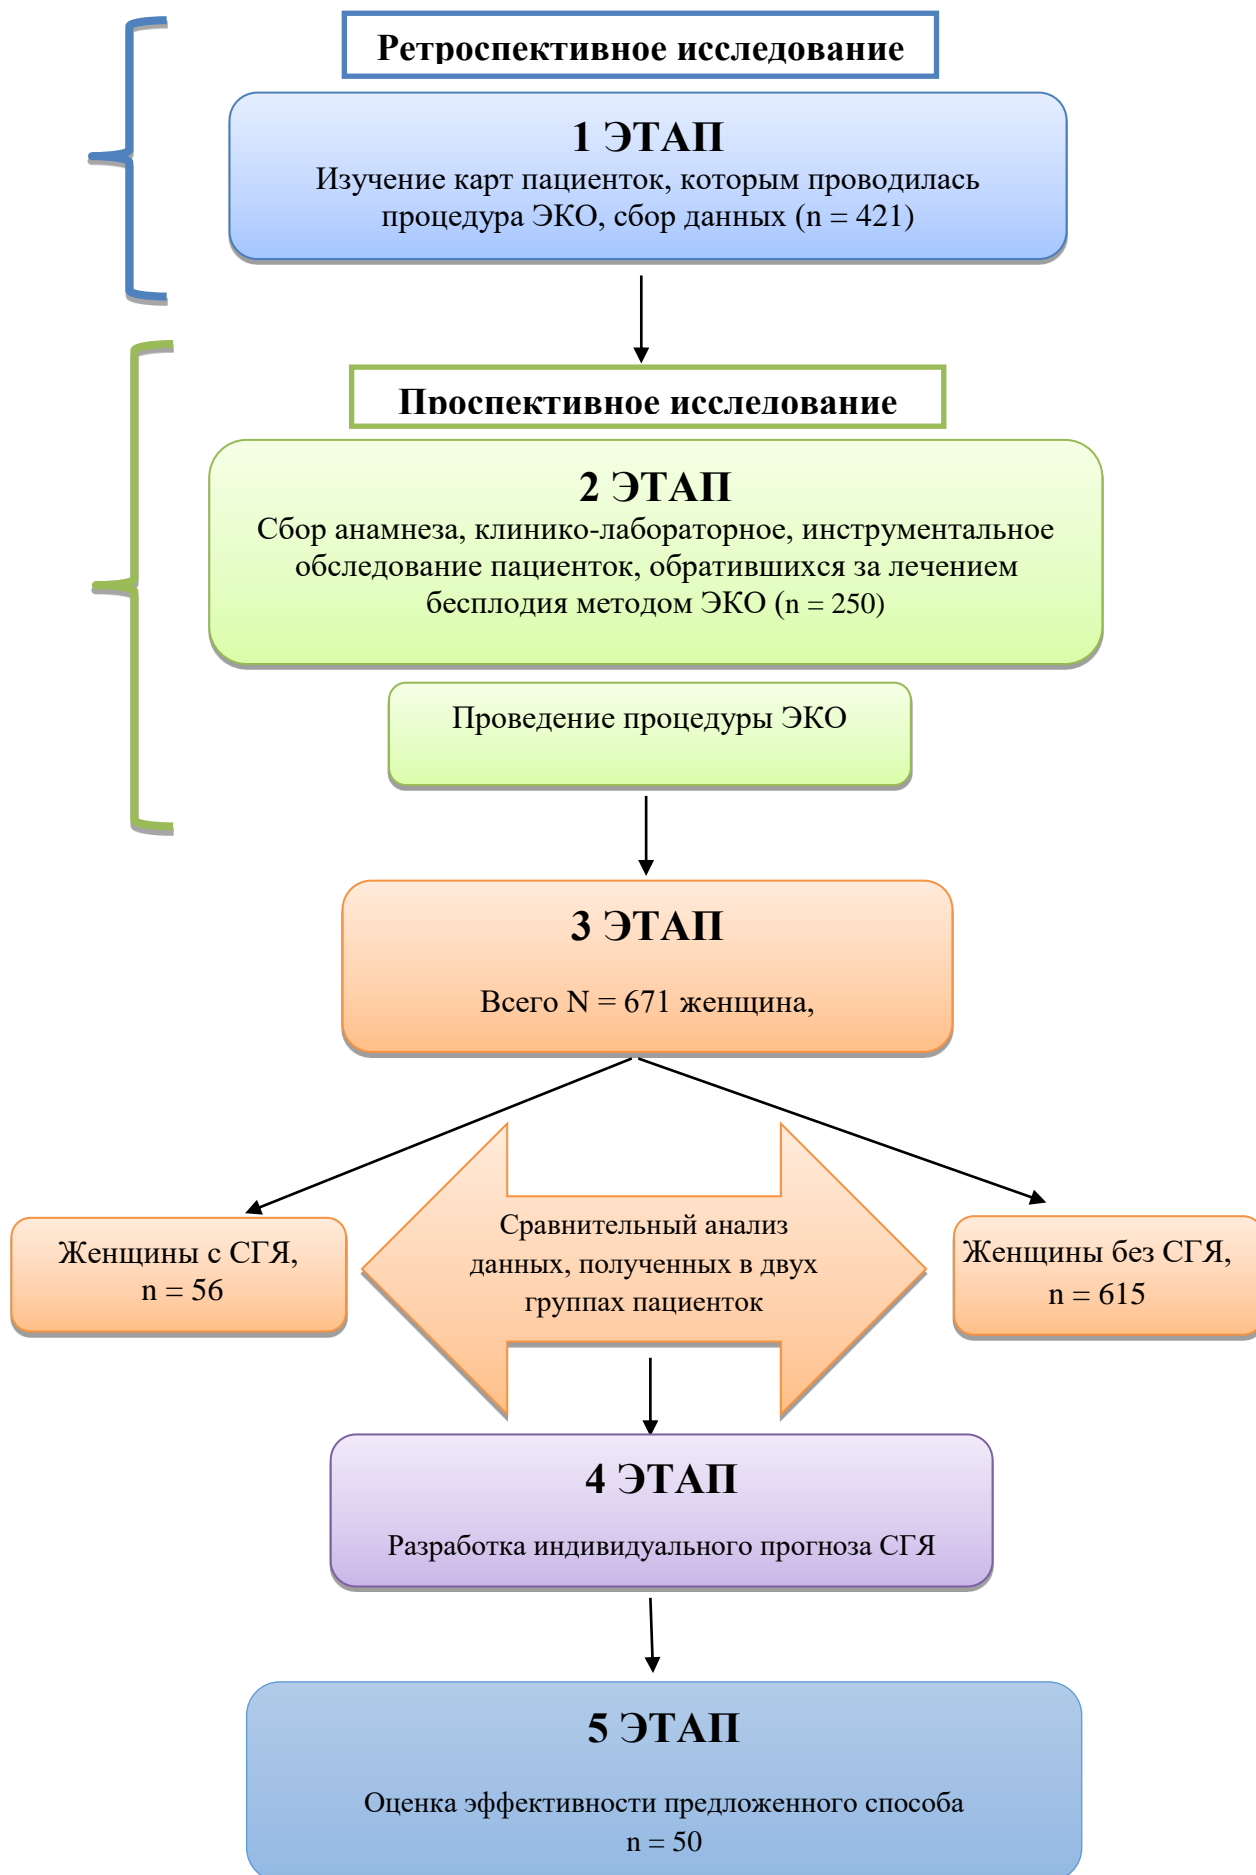 Ретроспективное исследование
1 ЭТАП
Изучение карт пациенток, которым проводилась
процедура ЭКО, сбор данных (n = 421)
Проспективное исследование
2 ЭТАП
Сбор анамнеза, клинико-лабораторное, инструментальное
обследование пациенток, обратившихся за лечением
бесплодия методом ЭКО (n = 250)
Проведение процедуры ЭКО
3 ЭТАП
Всего N = 671 женщина,
Женщины с СГЯ,
n = 56
Сравнительный анализ
данных, полученных в двух
группах пациенток
Женщины без СГЯ,
n = 615
4 ЭТАП
Разработка индивидуального прогноза СГЯ
5 ЭТАП
Оценка эффективности предложенного способа
n = 50